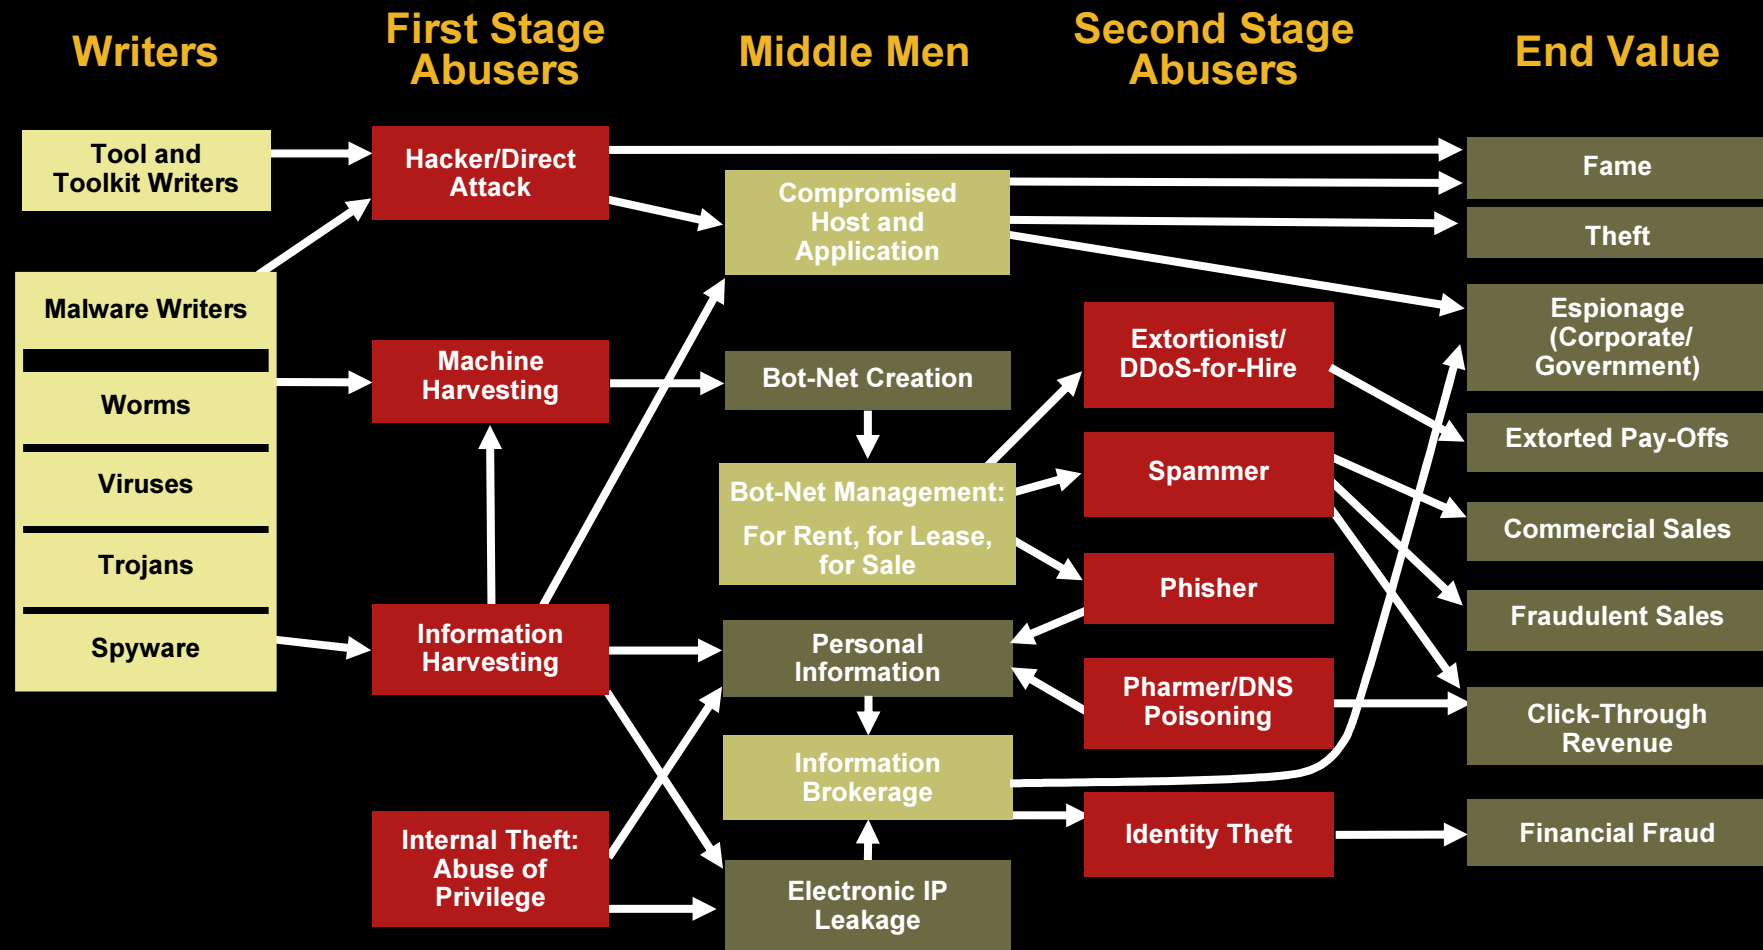 Writers
First Stage
Abusers
Middle Men
Second Stage
Abusers
End Value
Tool and
Toolkit Writers
Malware Writers
Worms
Viruses
Trojans
Spyware
Hacker/Direct
Attack
Machine
Harvesting
Information
Harvesting
Internal Theft:
Abuse of
Privilege
Compromised
Host and
Application
Bot-Net Creation
Bot-Net Management:
For Rent, for Lease,
for Sale
Personal
Information
Information
Brokerage
Electronic IP
Leakage
Extortionist/
DDoS-for-Hire
Spammer
Phisher
Pharmer/DNS
Poisoning
Identity Theft
Fame
Theft
Espionage
(Corporate/
Government)
Extorted Pay-Offs
Commercial Sales
Fraudulent Sales
Click-Through
Revenue
Financial Fraud